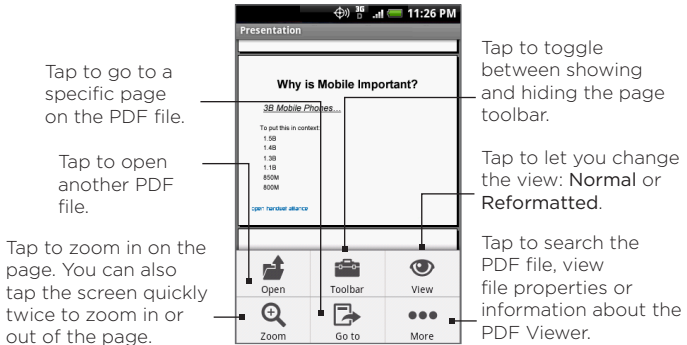 3G
D
11:26 PM
Presentation
Why is Mobile Important?
3B Mobile Phones...
To put this in context:
1.5B
1.4B
1.3B
1.1B
850M
800M
open handset alliance
Open
Toolbar
View
Zoom
Go to
More
Tap to go to a
specific page
on the PDF file.
Tap to open
another PDF
file.
Tap to zoom in on the
page. You can also
tap the screen quickly
twice to zoom in or
out of the page.
Tap to toggle
between showing
and hiding the page
toolbar.
Tap to let you change
the view: Normal or
Reformatted.
Tap to search the
PDF file, view
file properties or
information about the
PDF Viewer.